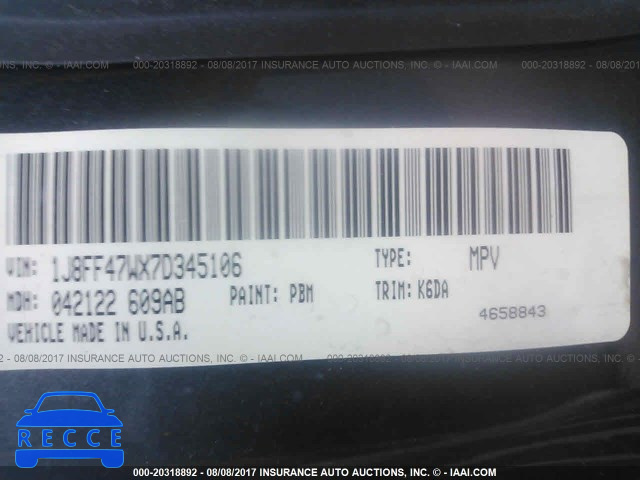 000-20318892 - 08/08/2017 INSURANCE AUTO AUCTIONS, INC. - © - IAAI.COM
VIN: 1J8FF47WX7D345106 TYPE: MPV
MDH: 042122 609AB PAINT: PBM TRIM: K6DA
VEHICLE MADE IN U.S.A. 4658843
000-20318892 - 08/08/2017 INSURANCE AUTO AUCTIONS, INC. - © - IAAI.COM
RECCE
000-20318892 - 08/08/2017 INSURANCE AUTO AUCTIONS, INC. - © - IAAI.COM